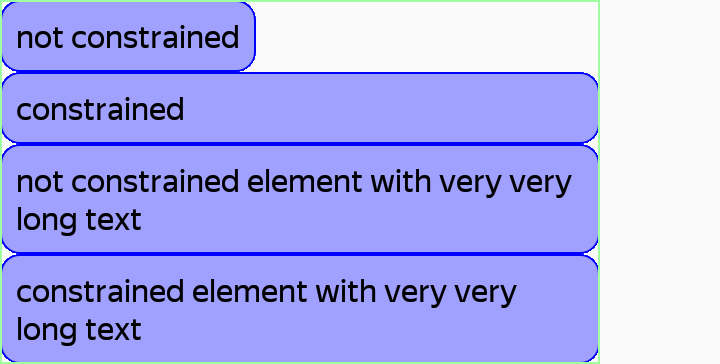 not constrained
constrained
not constrained element with very very
long text
constrained element with very very
long text